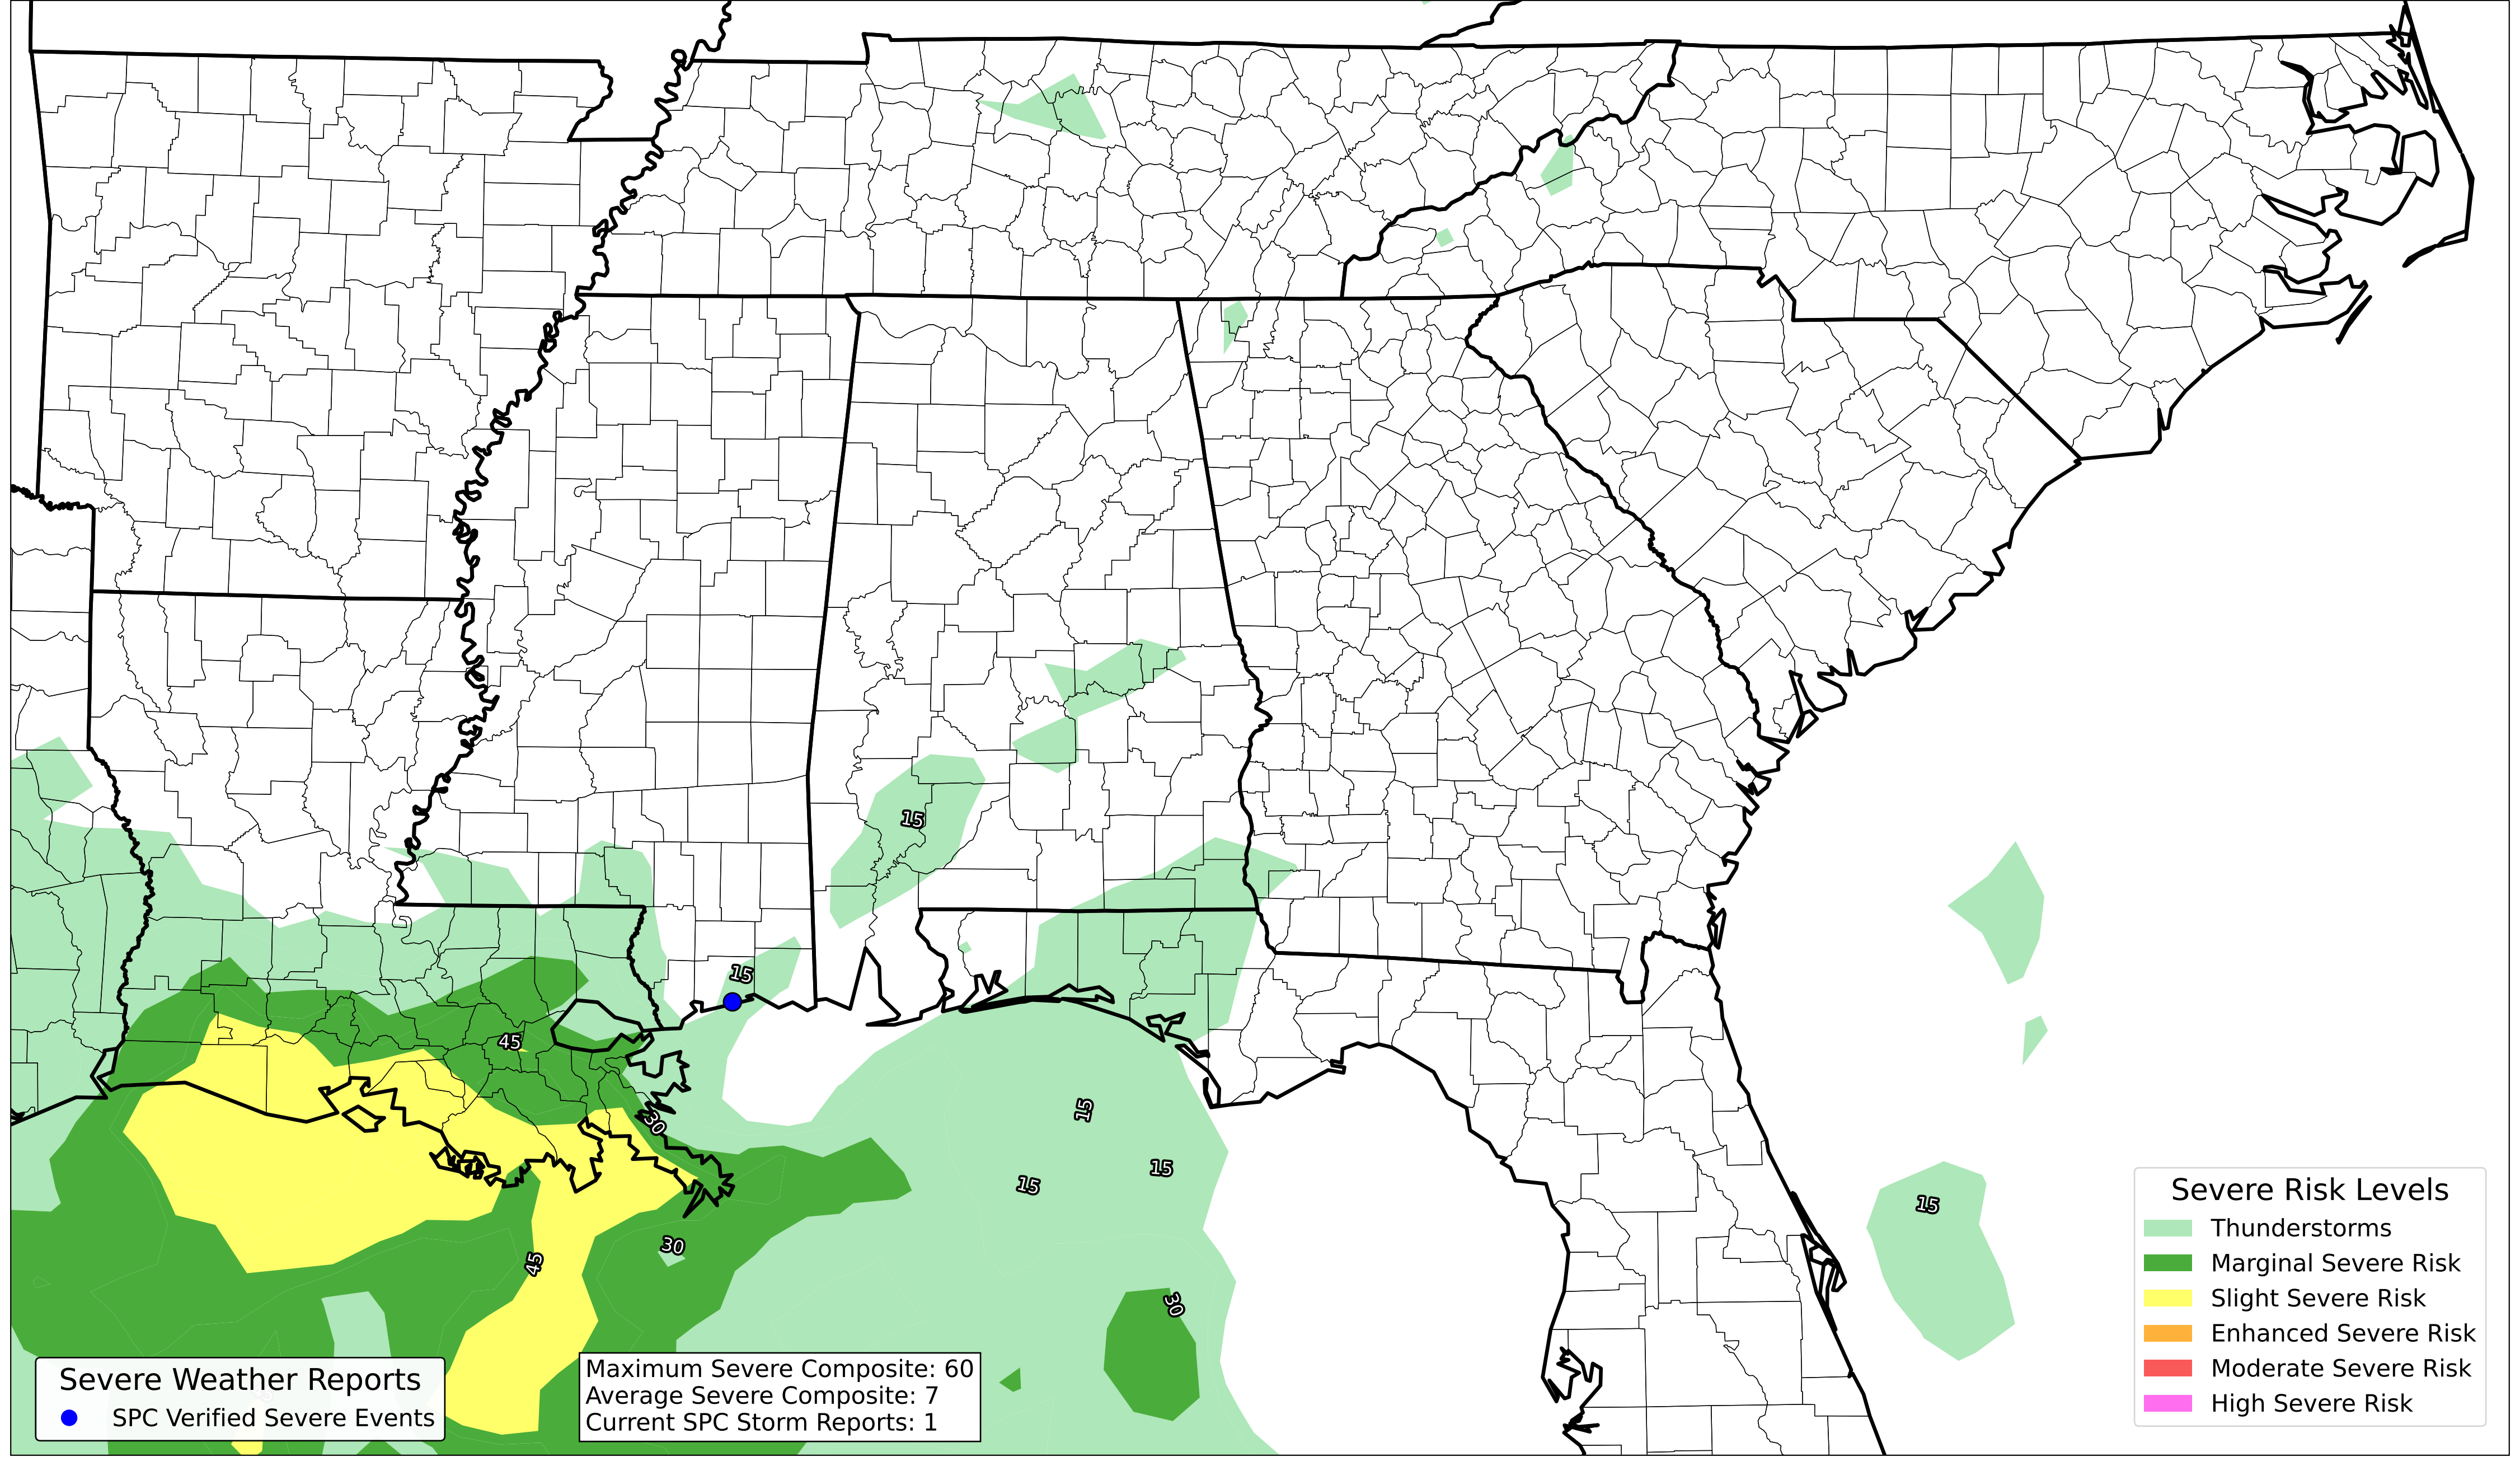 15
15
45
30
15
15
15
15
30
45
30
Severe Weather Reports
SPC Verified Severe Events
Maximum Severe Composite: 60
Average Severe Composite: 7
Current SPC Storm Reports: 1
Severe Risk Levels
Thunderstorms
Marginal Severe Risk
Slight Severe Risk
Enhanced Severe Risk
Moderate Severe Risk
High Severe Risk